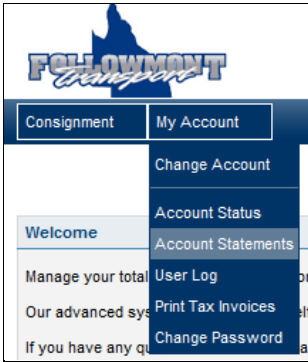 FOLLOWMONT
Transport
Consignment
My Account
Change Account
Account Status
Account Statements
User Log
Print Tax Invoices
Change Password
Welcome
Manage your total
Our advanced sys
If you have any qu